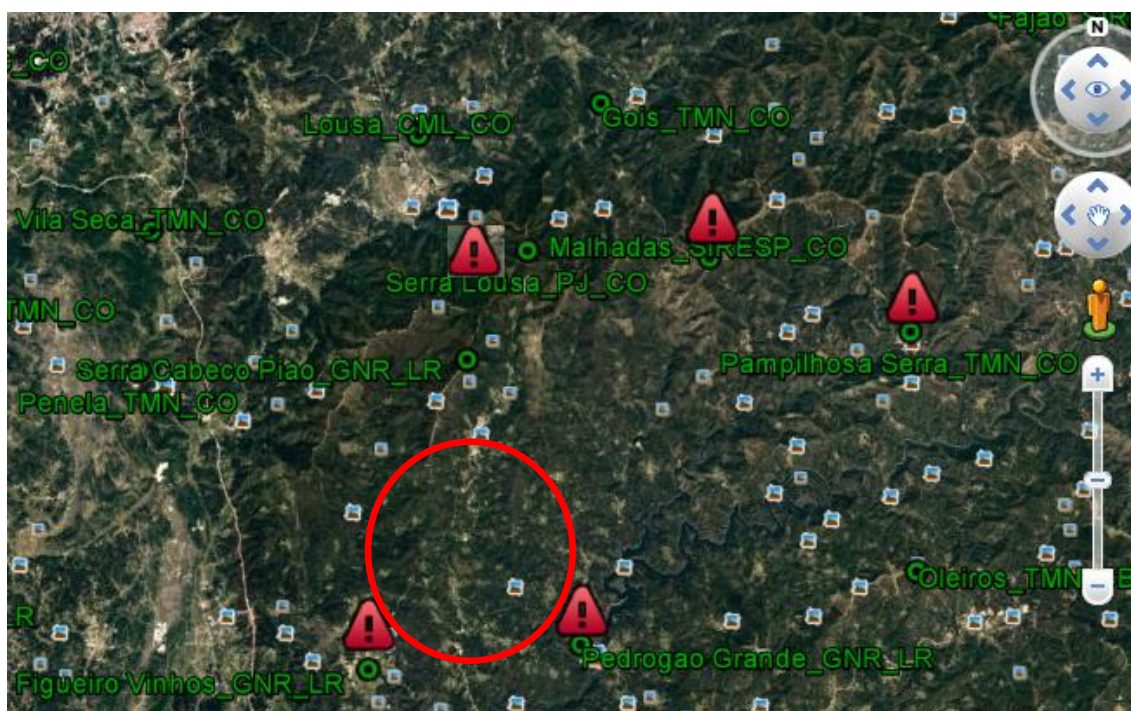 Fajao_SIR
N
_CO
Lousa_CML_CO
Gois_TMN_CO
Vila Seca_TMN_CO
Malhadas_SIRESP_CO
Serra Lousa_PJ_CO
TMN_CO
Serra Cabeco Piao_GNR_LR
Pampilhosa Serra_TMN_CO
Penela_TMN_CO
Oleiros_TMN
LR
Pedrogao Grande_GNR_LR
Figueiro Vinhos_GNR_LR